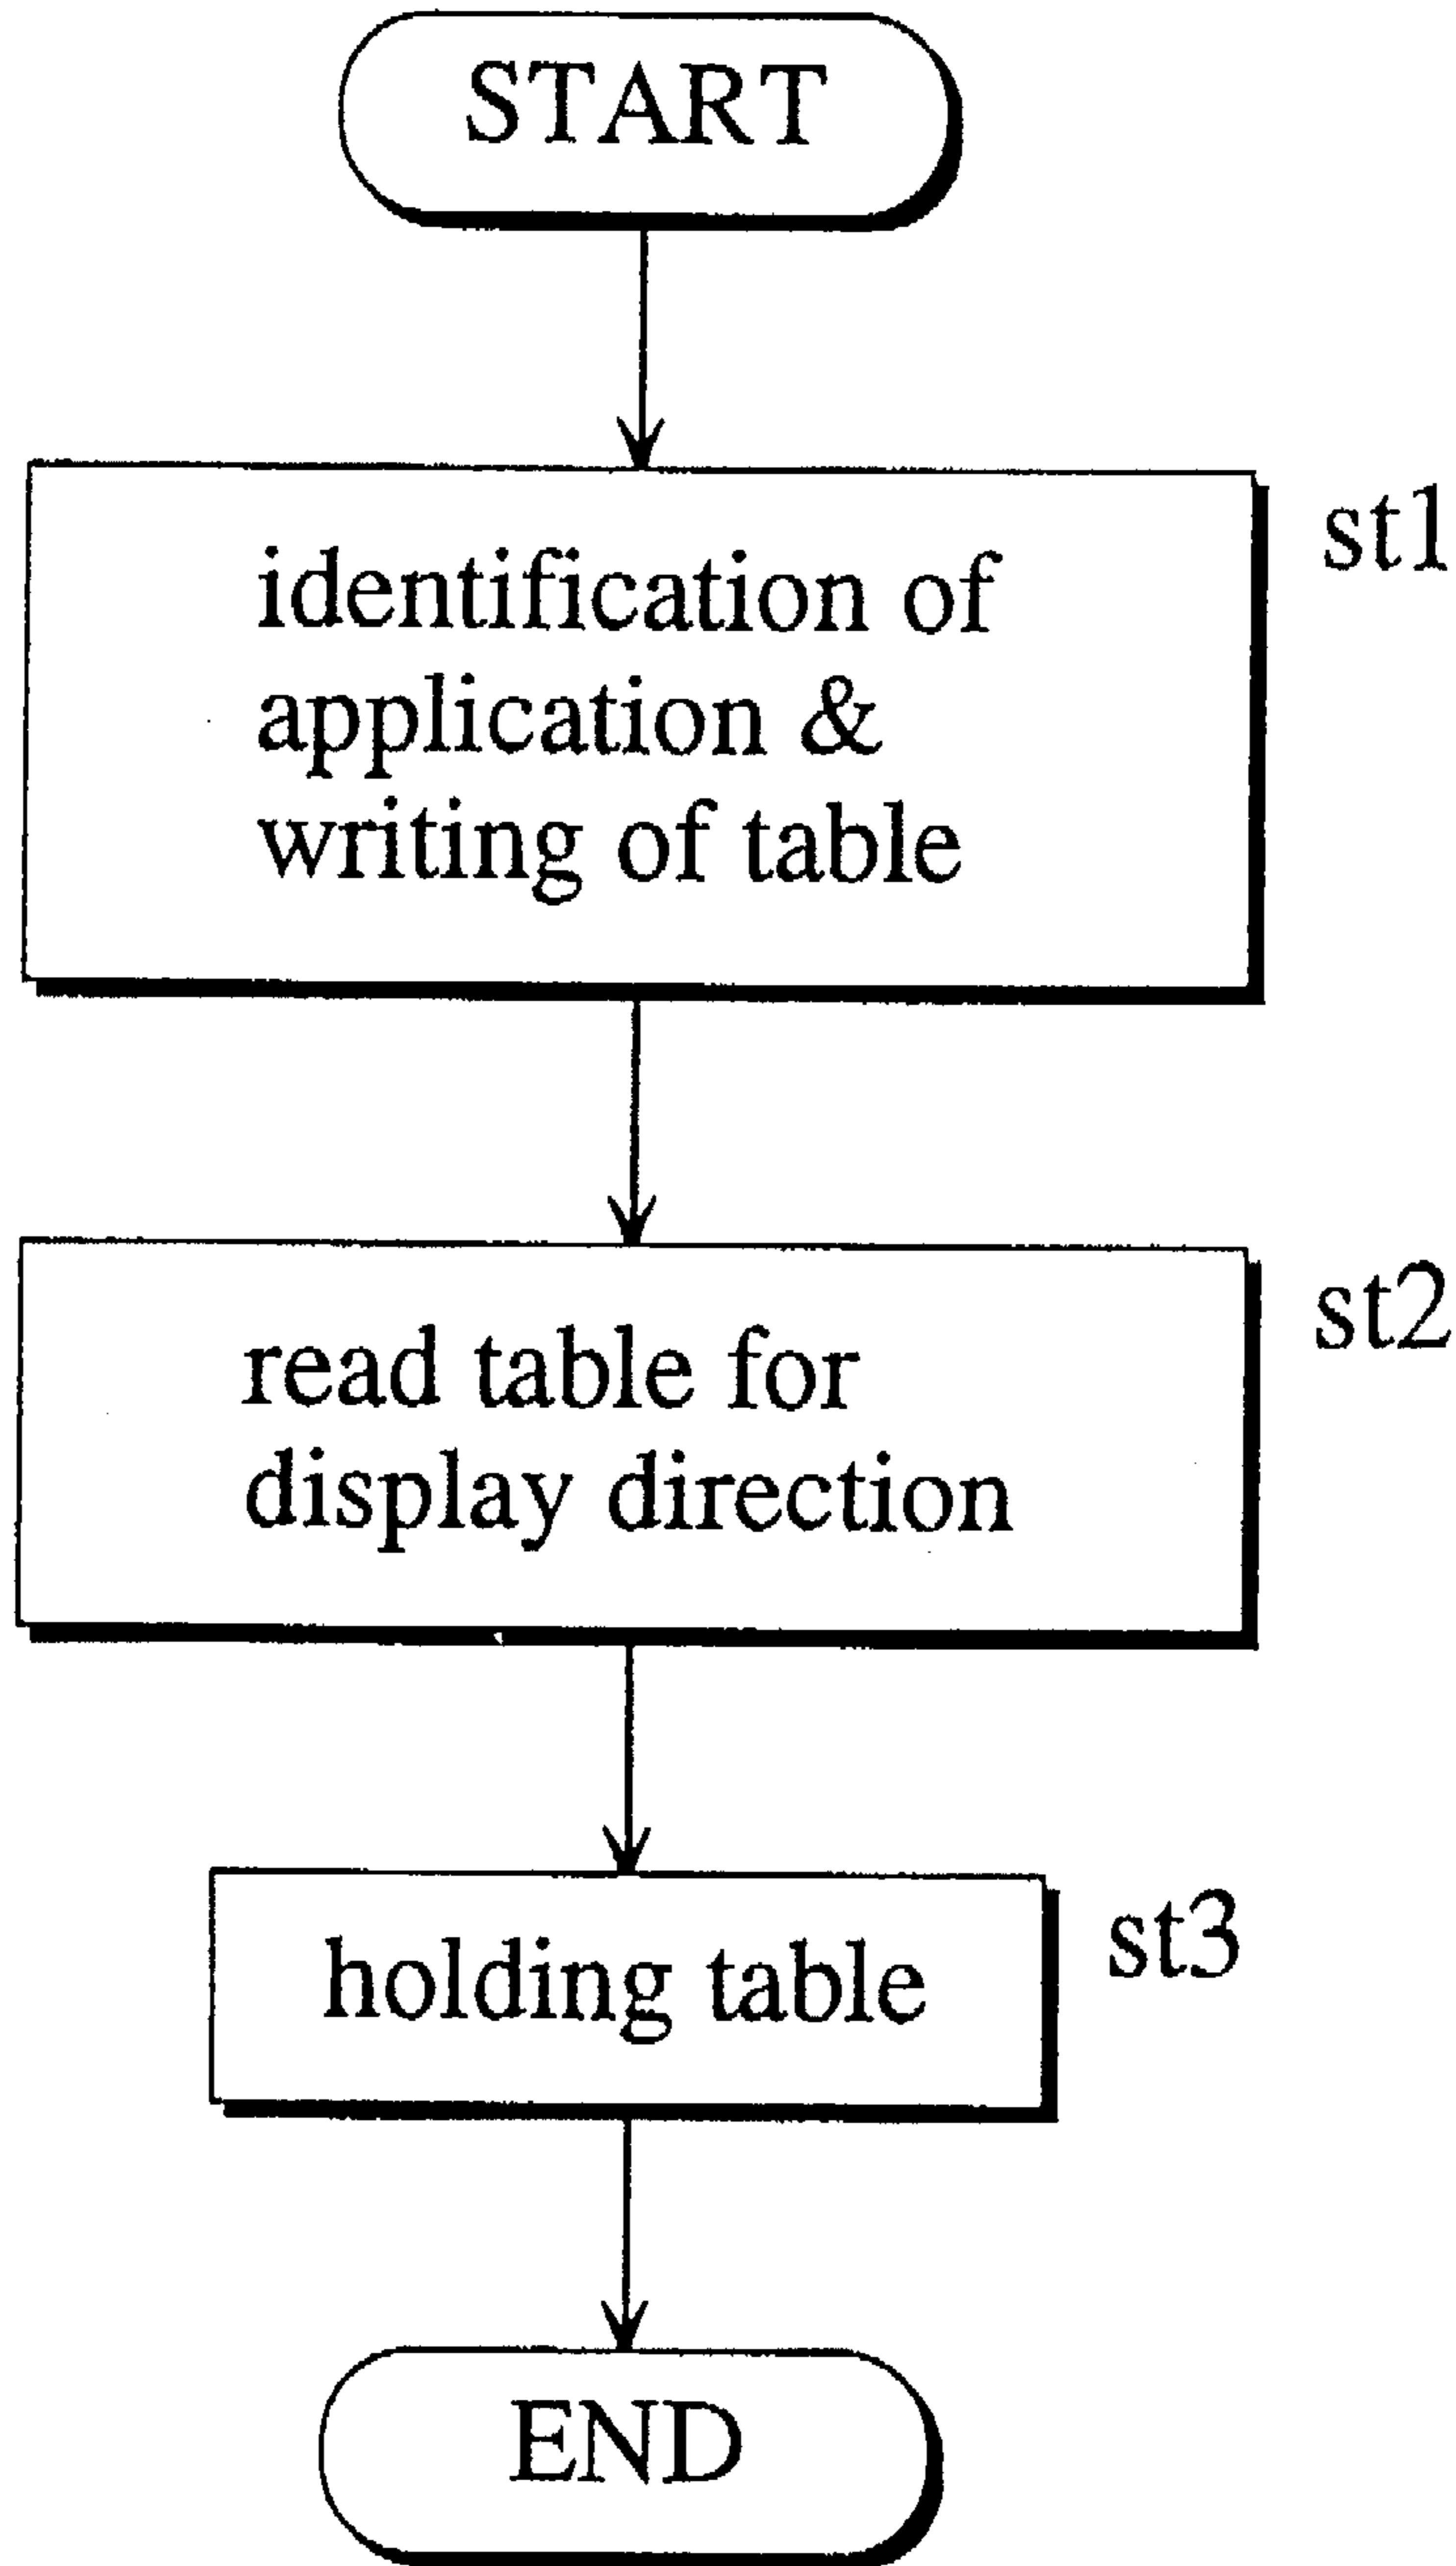 START
st1
identification of
application &
writing of table
st2
read table for
display direction
st3
holding table
END